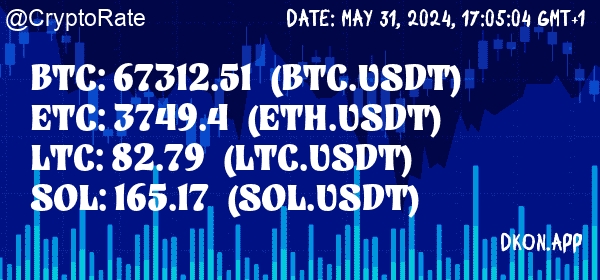 @CryptoRate
DATE: MAY 31, 2024, 17:05:04 GMT+1
BTC: 67312.51 (BTC.USDT)
ETC: 3749.4 (ETH.USDT)
LTC: 82.79 (LTC.USDT)
SOL: 165.17 (SOL.USDT)
DKON.APP